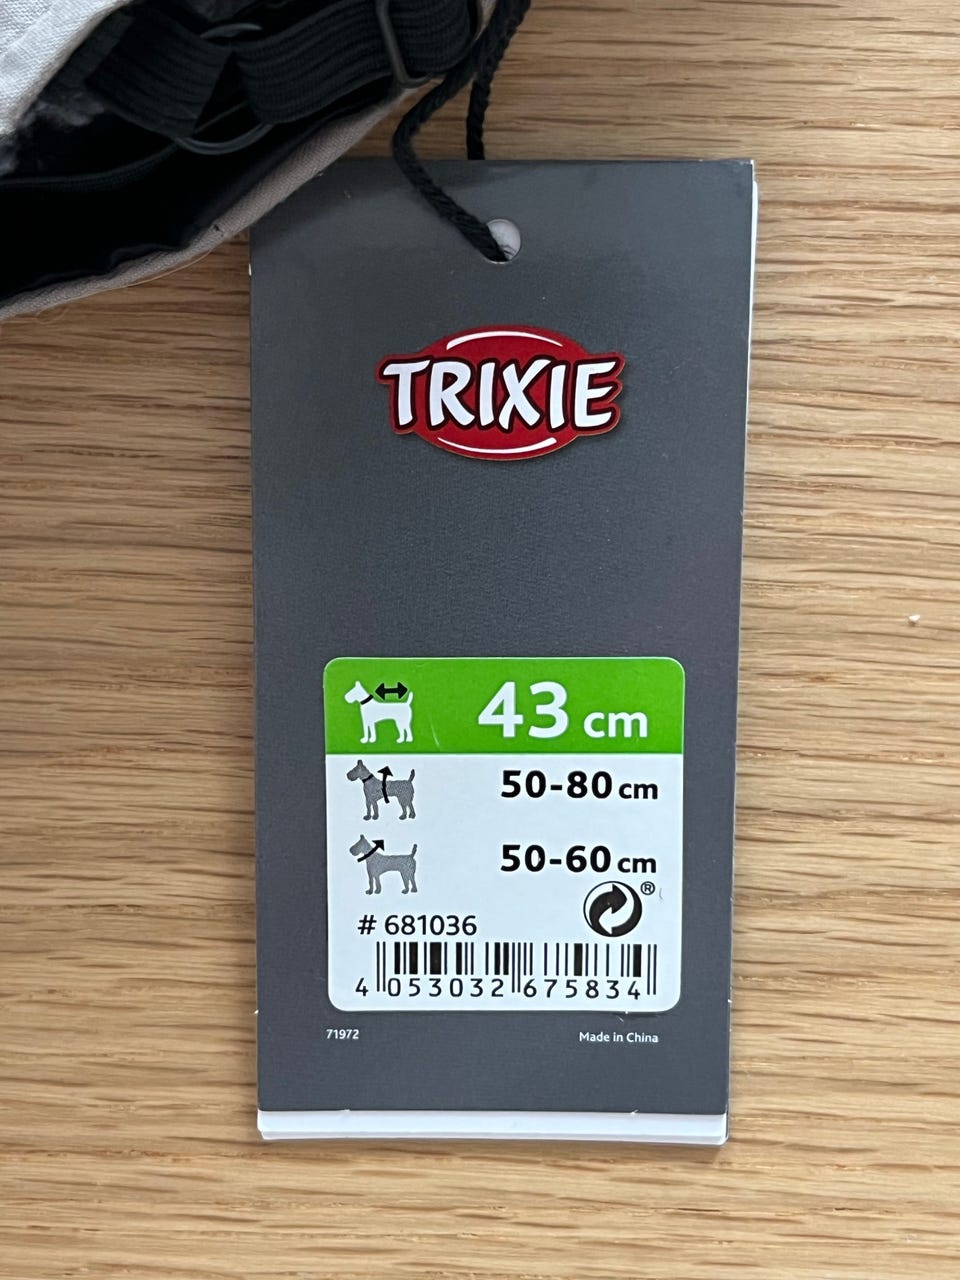 TRIXIE
43 cm
50-80 cm
50-60 cm
®
# 681036
4 053032 675834
71972
Made in China